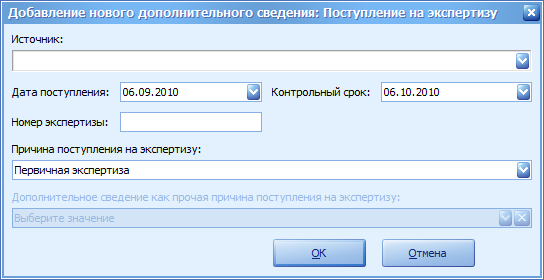 Добавление нового дополнительного сведения: Поступление на экспертизу
Источник:
Дата поступления: 06.09.2010 Контрольный срок: 06.10.2010
Номер экспертизы:
Причина поступления на экспертизу:
Первичная экспертиза
Дополнительное сведение как прочая причина поступления на экспертизу:
Выберите значение
OK Отмена